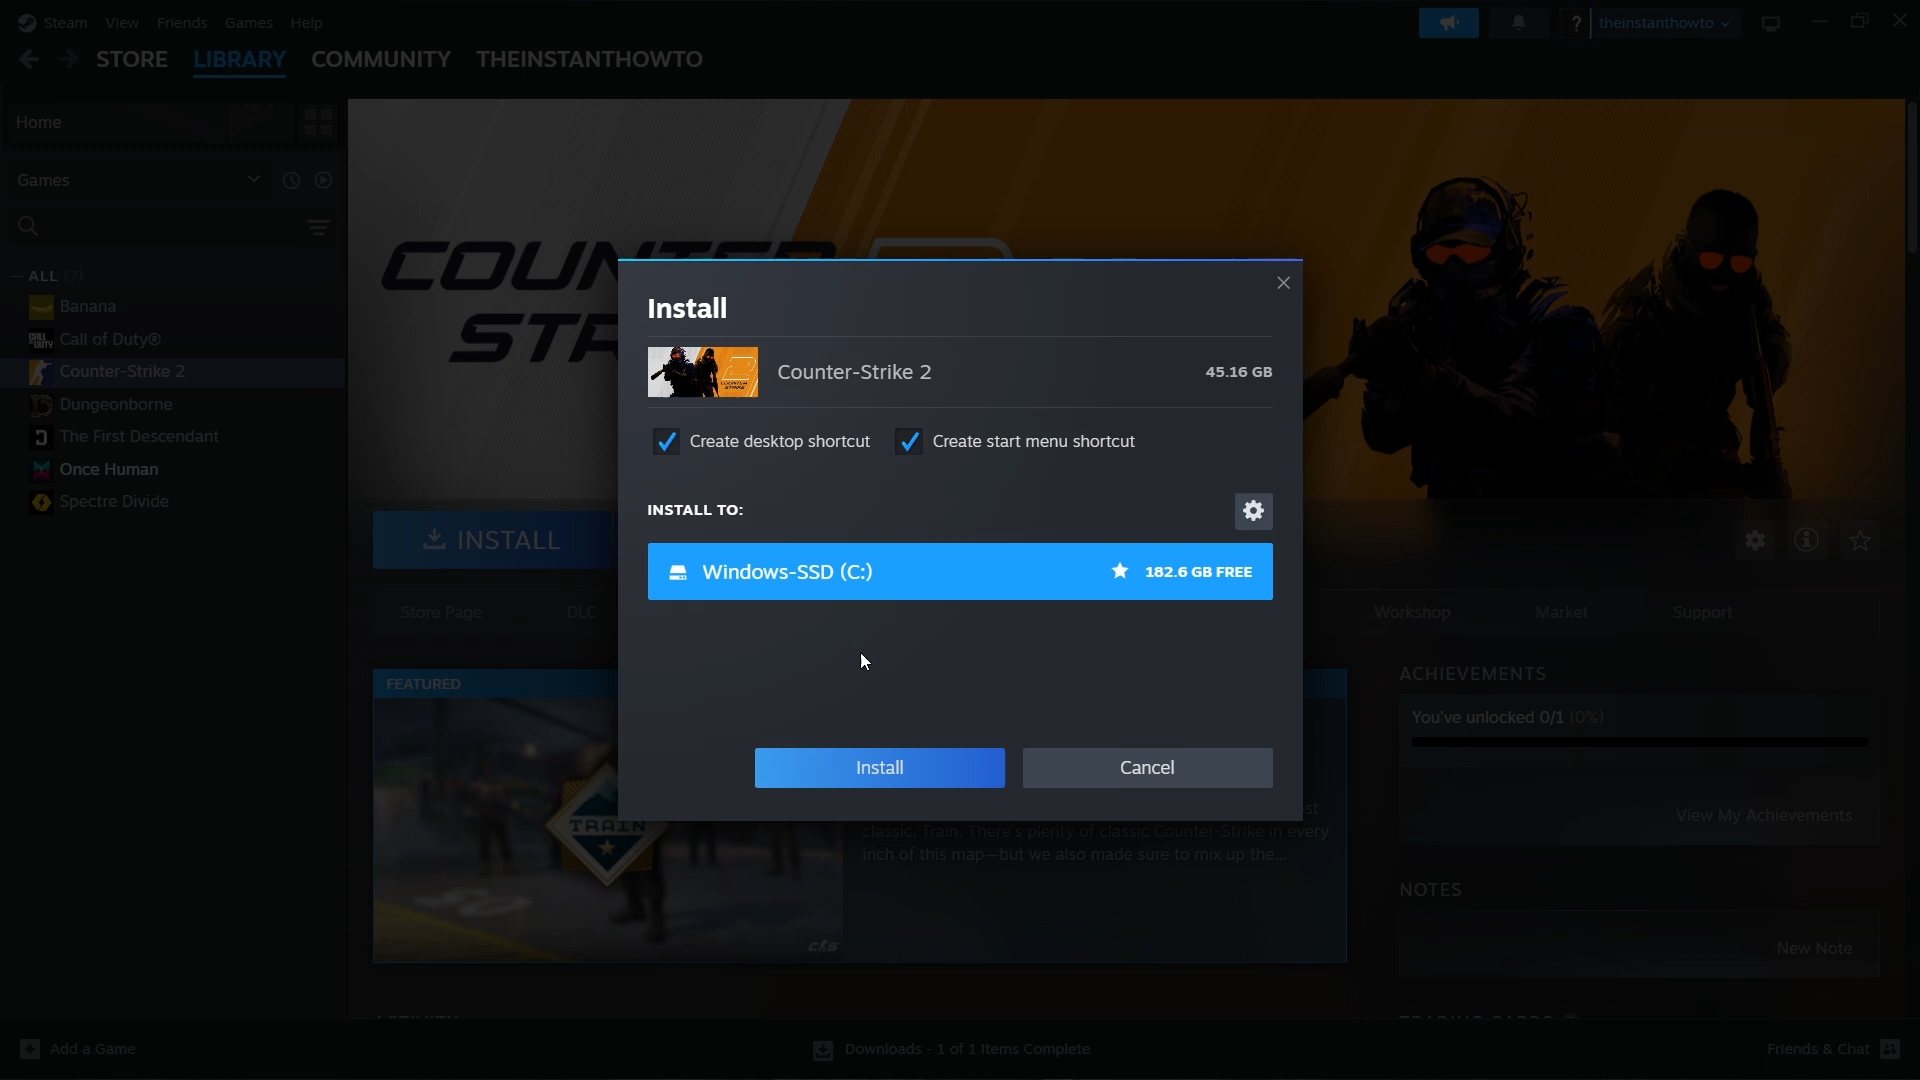 Steam View Friends Games Help
? theinstanthowto
STORE LIBRARY COMMUNITY THEINSTANTHOWTO
Home
Games
— ALL (7)
Banana
Call of Duty®
Counter-Strike 2
Dungeonborne
The First Descendant
Once Human
Spectre Divide
COUNTER
Install
Counter-Strike 2 45.16 GB
Create desktop shortcut Create start menu shortcut
INSTALL TO:
Windows-SSD (C:) 182.6 GB FREE
Install Cancel
INSTALL
Store Page DLC Workshop Market Support
FEATURED
TRAIN
classic, Train. There's plenty of classic Counter-Strike in every
inch of this map—but we also made sure to mix up the...
ACHIEVEMENTS
You've unlocked 0/1 (0%)
View My Achievements
NOTES
New Note
Add a Game
Downloads - 1 of 1 Items Complete
Friends & Chat